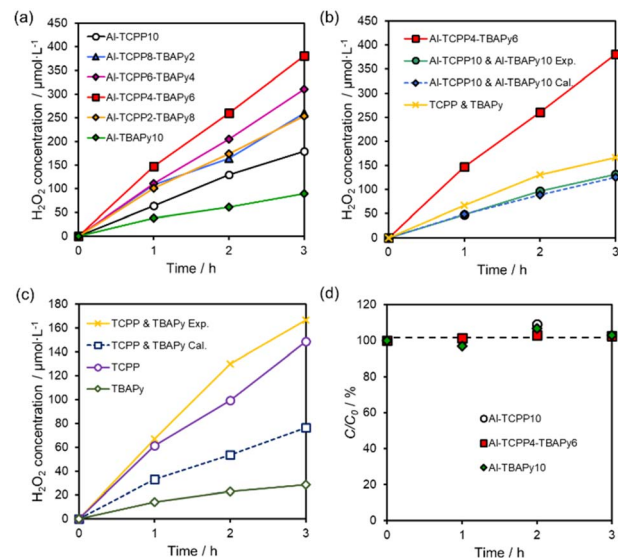 (a)
H₂O₂ concentration / μmol·L⁻¹
450
400
350
300
250
200
150
100
50
0
Al-TCPP10
Al-TCPP8-TBAPy2
Al-TCPP6-TBAPy4
Al-TCPP4-TBAPy6
Al-TCPP2-TBAPy8
Al-TBAPy10
0 1 2 3
Time / h
(b)
H₂O₂ concentration / μmol·L⁻¹
450
400
350
300
250
200
150
100
50
0
Al-TCPP4-TBAPy6
Al-TCPP10 & Al-TBAPy10 Exp.
Al-TCPP10 & Al-TBAPy10 Cal.
TCPP & TBAPy
0 1 2 3
Time / h
(c)
H₂O₂ concentration / μmol·L⁻¹
180
160
140
120
100
80
60
40
20
0
TCPP & TBAPy Exp.
TCPP & TBAPy Cal.
TCPP
TBAPy
0 1 2 3
Time / h
(d)
C/C₀ / %
120
100
80
60
40
20
0
Al-TCPP10
Al-TCPP4-TBAPy6
Al-TBAPy10
0 1 2 3
Time / h